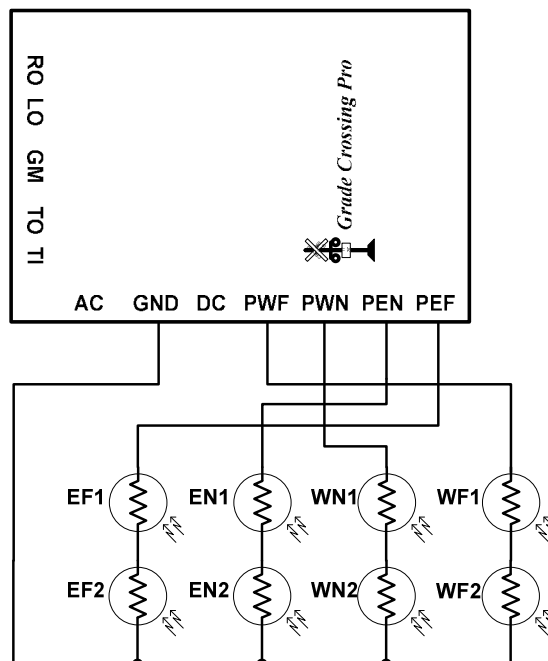 RO LO GM TO TI
Grade Crossing Pro
AC GND DC PWF PWN PEN PEF
EF1 EN1 WN1 WF1
EF2 EN2 WN2 WF2